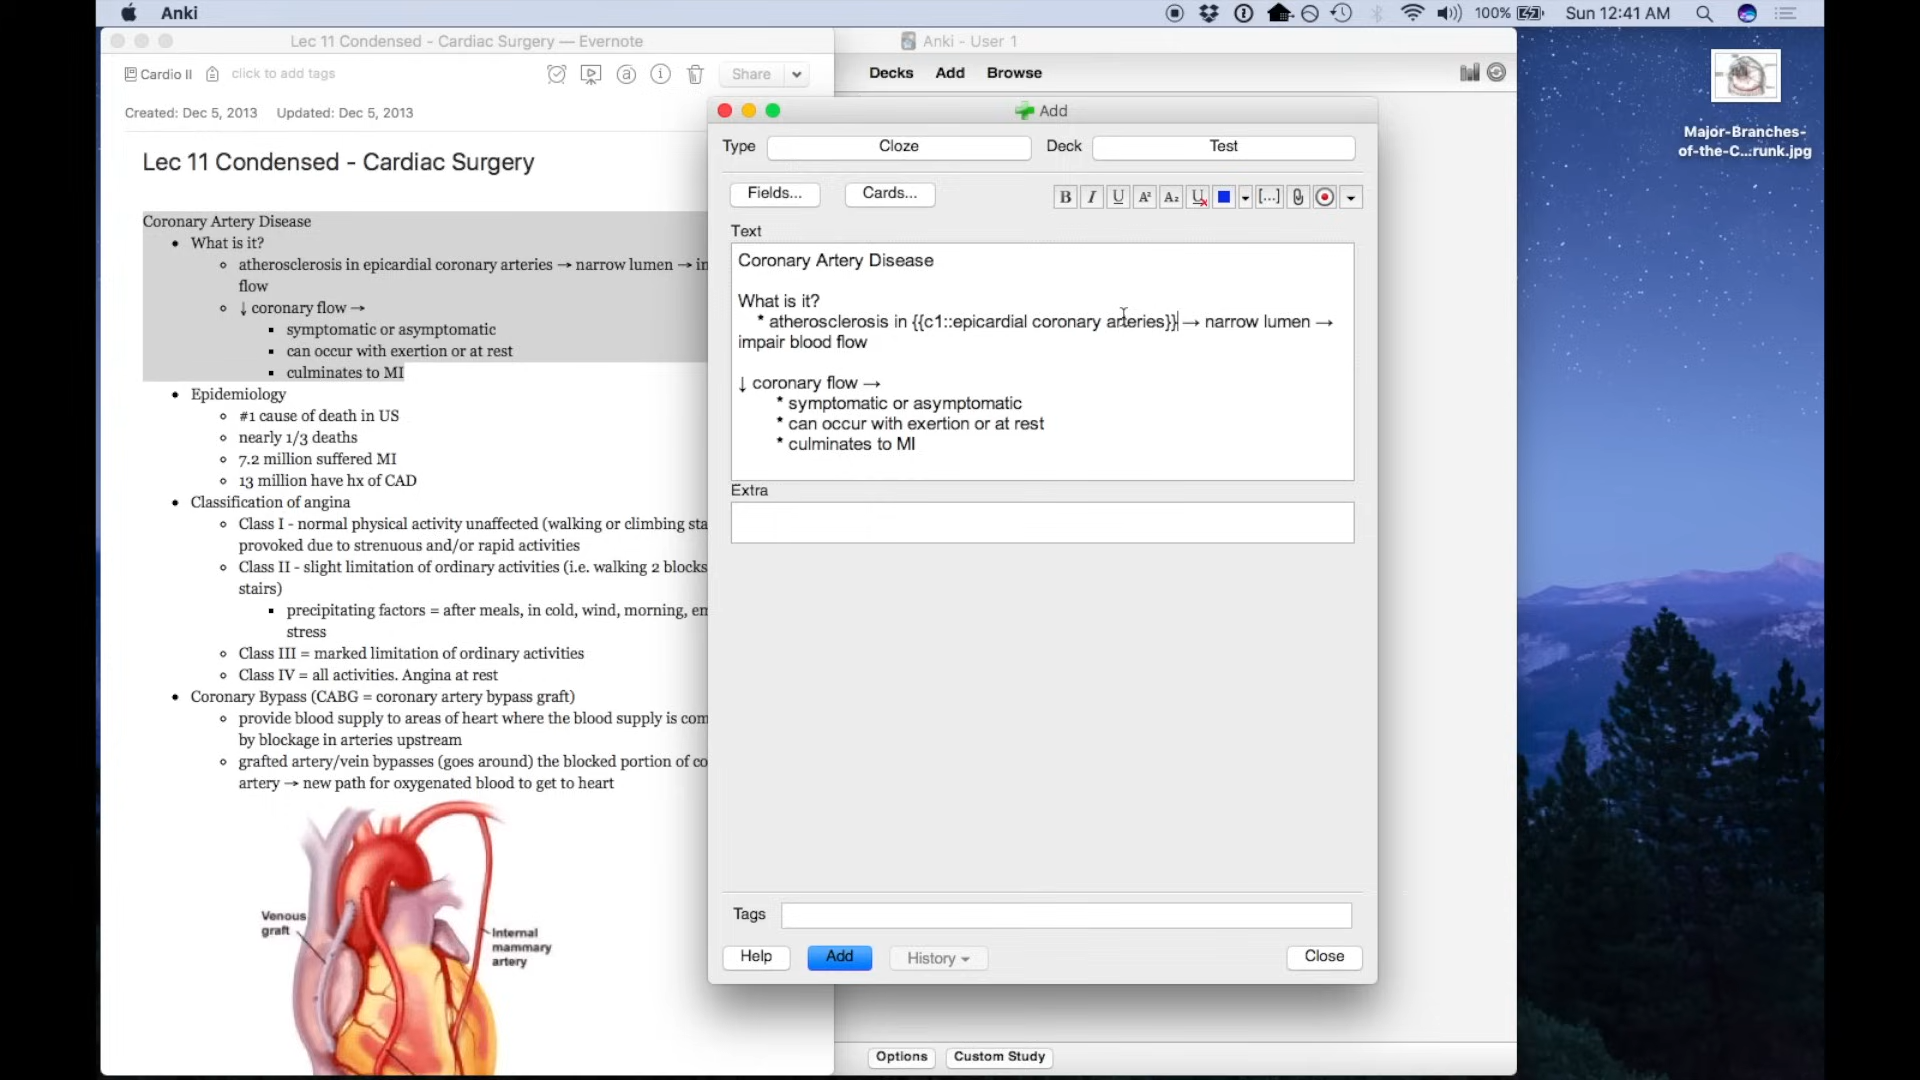 Anki
100%
Sun 12:41 AM
Lec 11 Condensed - Cardiac Surgery — Evernote
Cardio II
click to add tags
Share
Created: Dec 5, 2013 Updated: Dec 5, 2013
Lec 11 Condensed - Cardiac Surgery
Coronary Artery Disease
• What is it?
◦ atherosclerosis in epicardial coronary arteries → narrow lumen → in
flow
◦ ↓ coronary flow →
▪ symptomatic or asymptomatic
▪ can occur with exertion or at rest
▪ culminates to MI
• Epidemiology
◦ #1 cause of death in US
◦ nearly 1/3 deaths
◦ 7.2 million suffered MI
◦ 13 million have hx of CAD
• Classification of angina
◦ Class I - normal physical activity unaffected (walking or climbing sta
provoked due to strenuous and/or rapid activities
◦ Class II - slight limitation of ordinary activities (i.e. walking 2 blocks
stairs)
▪ precipitating factors = after meals, in cold, wind, morning, em
stress
◦ Class III = marked limitation of ordinary activities
◦ Class IV = all activities. Angina at rest
• Coronary Bypass (CABG = coronary artery bypass graft)
◦ provide blood supply to areas of heart where the blood supply is com
by blockage in arteries upstream
◦ grafted artery/vein bypasses (goes around) the blocked portion of co
artery → new path for oxygenated blood to get to heart
Venous
graft
Internal
mammary
artery
Anki - User 1
Decks Add Browse
Add
Type Cloze Deck Test
Fields... Cards...
B I U A² A₂ U [...]
Text
Coronary Artery Disease
What is it?
* atherosclerosis in {{c1::epicardial coronary arteries}} → narrow lumen →
impair blood flow
↓ coronary flow →
* symptomatic or asymptomatic
* can occur with exertion or at rest
* culminates to MI
Extra
Tags
Help Add History Close
Options Custom Study
Major-Branches-
of-the-C...runk.jpg